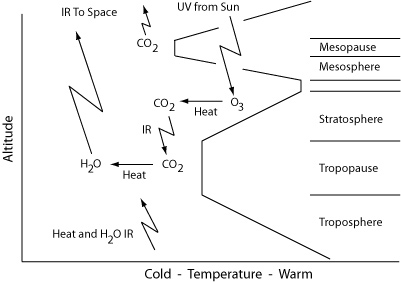 IR To Space
UV from Sun
CO2
Mesopause
Mesosphere
CO2
Heat
O3
IR
Stratosphere
H2O
Heat
CO2
Tropopause
Heat and H2O IR
Troposphere
Altitude
Cold - Temperature - Warm